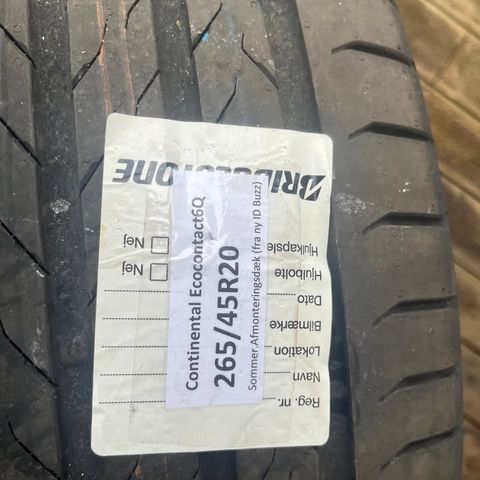 BRIDGESTONE
Hjulkapsle
Nej
Hjulbolte
Nej
Dato
Bilmærke
Lokation
Navn
Reg. nr.
Continental Ecocontact6Q
265/45R20
Sommer.Afmonteringsdæk (fra ny ID Buzz)